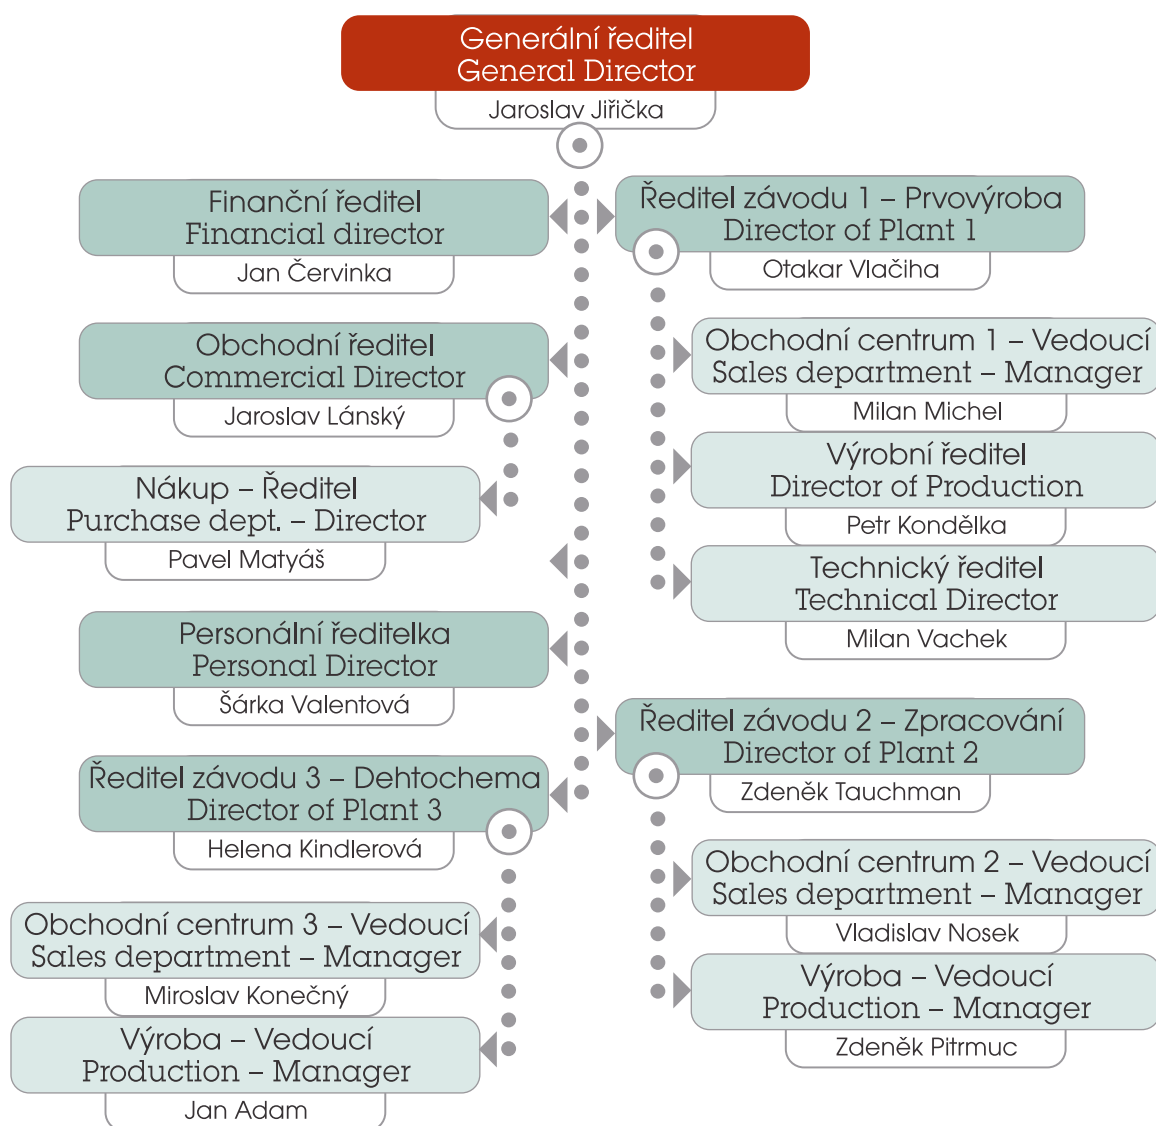 Generální ředitel
General Director
Jaroslav Jiřička
Finanční ředitel
Financial director
Jan Červinka
Ředitel závodu 1 – Prvovýroba
Director of Plant 1
Otakar Vlačiha
Obchodní centrum 1 – Vedoucí
Sales department – Manager
Milan Michel
Výrobní ředitel
Director of Production
Petr Kondělka
Technický ředitel
Technical Director
Milan Vachek
Obchodní ředitel
Commercial Director
Jaroslav Lánský
Nákup – Ředitel
Purchase dept. – Director
Pavel Matyáš
Personální ředitelka
Personal Director
Šárka Valentová
Ředitel závodu 2 – Zpracování
Director of Plant 2
Zdeněk Tauchman
Obchodní centrum 2 – Vedoucí
Sales department – Manager
Vladislav Nosek
Výroba – Vedoucí
Production – Manager
Zdeněk Pitrmuc
Ředitel závodu 3 – Dehtochema
Director of Plant 3
Helena Kindlerová
Obchodní centrum 3 – Vedoucí
Sales department – Manager
Miroslav Konečný
Výroba – Vedoucí
Production – Manager
Jan Adam